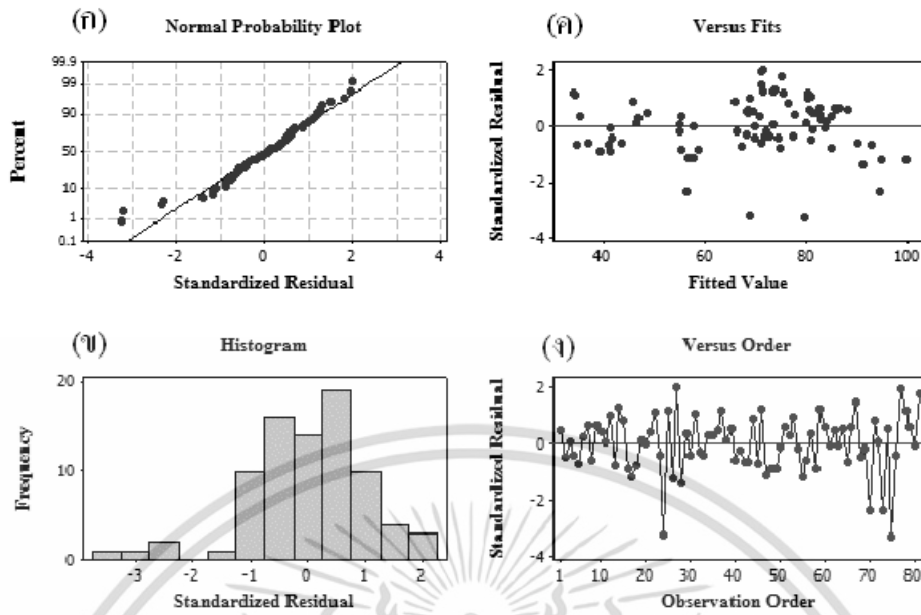 (ก) Normal Probability Plot
99.9
99
90
50
10
1
0.1
Percent
-4 -2 0 2 4
Standardized Residual
(ค) Versus Fits
2
0
-2
-4
Standardized Residual
40 60 80 100
Fitted Value
(ข) Histogram
20
10
0
Frequency
-3 -2 -1 0 1 2
Standardized Residual
(ง) Versus Order
2
0
-2
-4
Standardized Residual
1 10 20 30 40 50 60 70 80
Observation Order